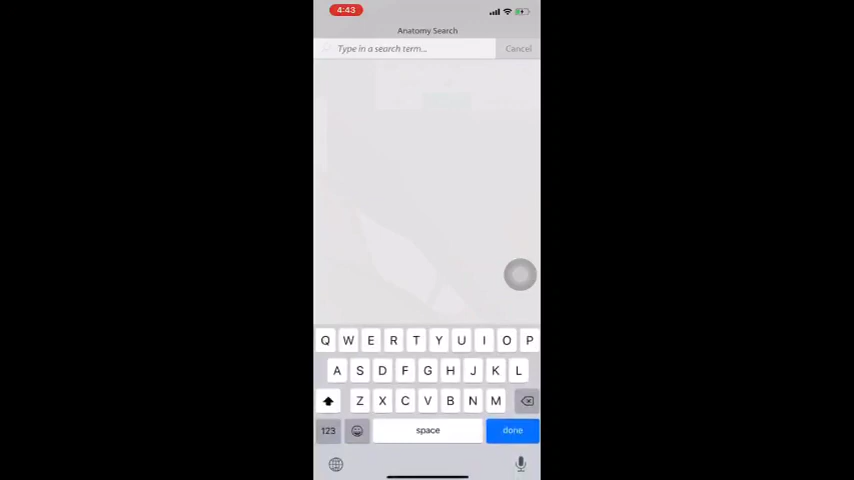 4:43
Anatomy Search
Type in a search term...
Cancel
Q W E R T Y U I O P
A S D F G H J K L
Z X C V B N M
123
space
done